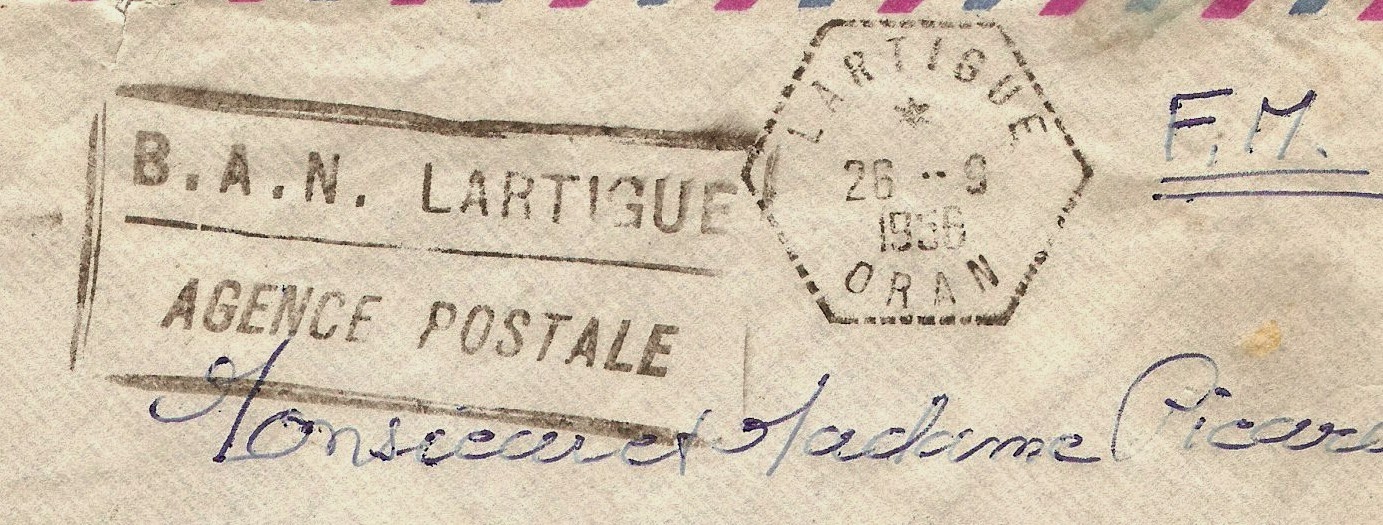 B.A.N. LARTIGUE
AGENCE POSTALE
LARTIGUE
26 - 9
1956
ORAN
F.M.
Monsieur et Madame Picard